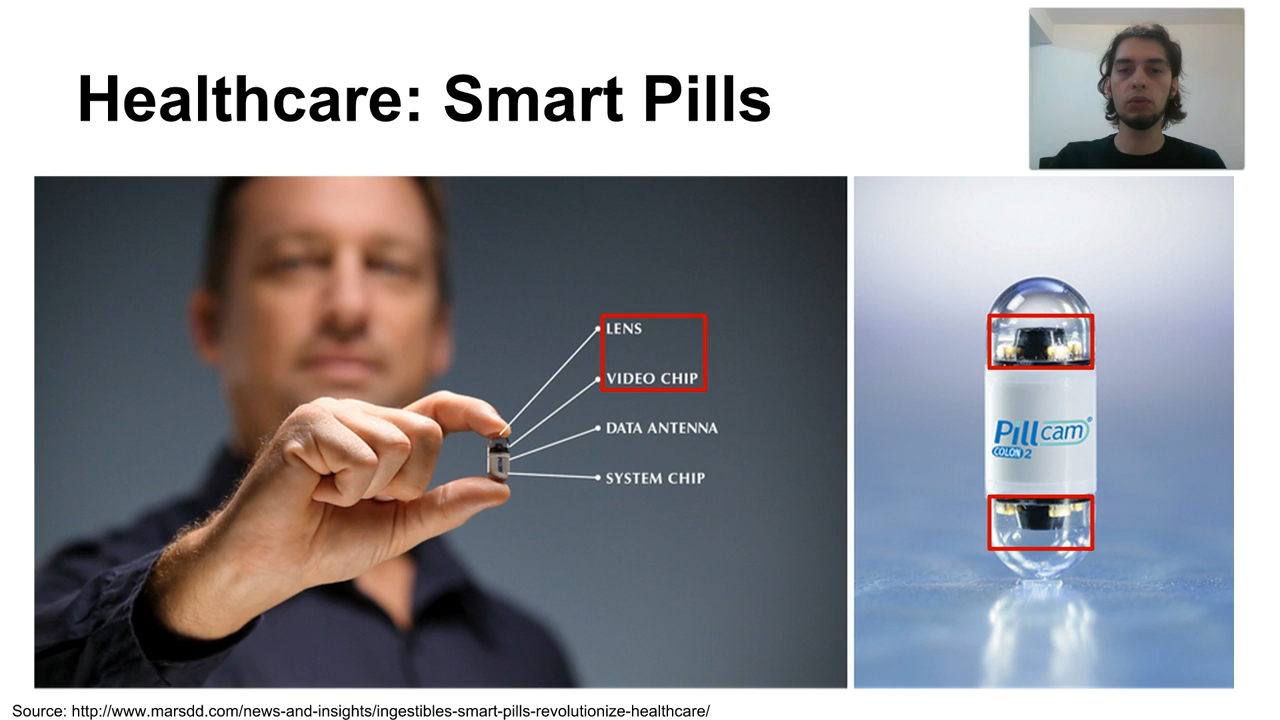 Healthcare: Smart Pills
LENS
VIDEO CHIP
DATA ANTENNA
SYSTEM CHIP
Pillcam
COLON 2
Source: http://www.marsdd.com/news-and-insights/ingestibles-smart-pills-revolutionize-healthcare/